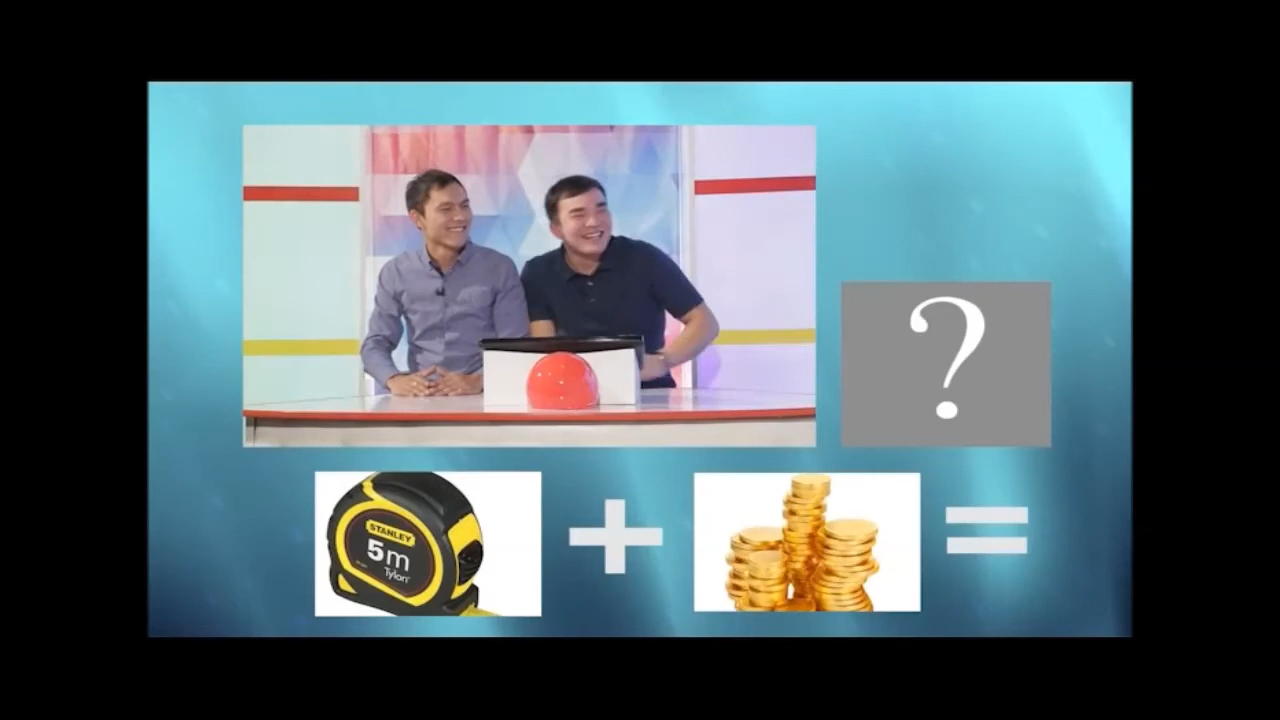 ?
STANLEY
5m
Tylon
+
=